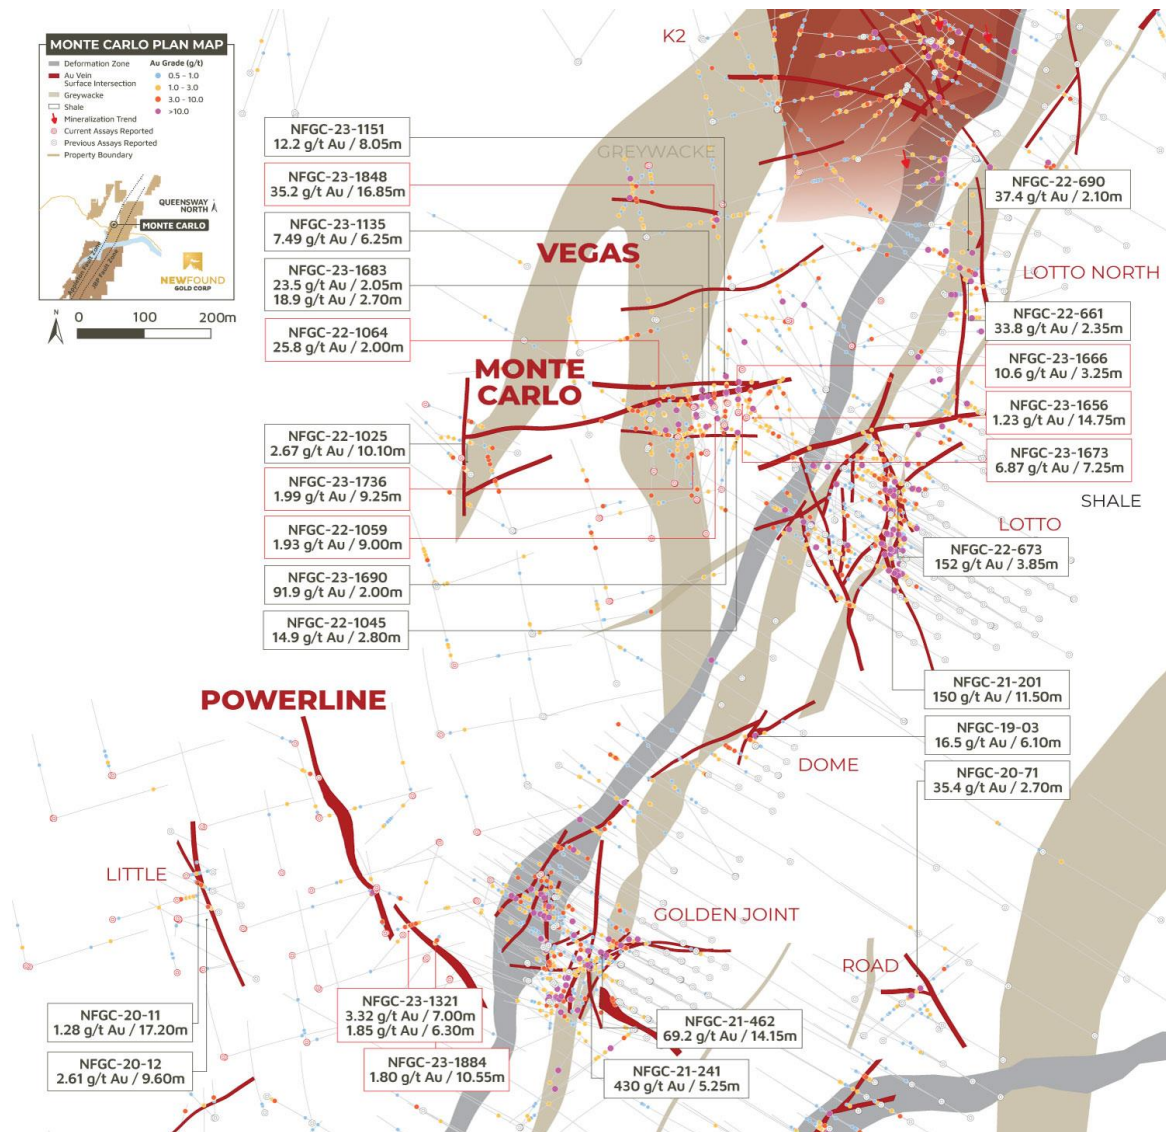 MONTE CARLO PLAN MAP
Deformation Zone
Au Vein
Surface Intersection
Greywacke
Shale
Mineralization Trend
Current Assays Reported
Previous Assays Reported
Property Boundary
Au Grade (g/t)
0.5 - 1.0
1.0 - 3.0
3.0 - 10.0
>10.0
QUEENSWAY
NORTH
MONTE CARLO
Appleton Fault Zone
JBP Fault Zone
NEWFOUND
GOLD CORP
N
0 100 200m
K2
GREYWACKE
VEGAS
MONTE
CARLO
POWERLINE
LITTLE
LOTTO NORTH
SHALE
LOTTO
DOME
GOLDEN JOINT
ROAD
NFGC-23-1151
12.2 g/t Au / 8.05m
NFGC-23-1848
35.2 g/t Au / 16.85m
NFGC-23-1135
7.49 g/t Au / 6.25m
NFGC-23-1683
23.5 g/t Au / 2.05m
18.9 g/t Au / 2.70m
NFGC-22-1064
25.8 g/t Au / 2.00m
NFGC-22-1025
2.67 g/t Au / 10.10m
NFGC-23-1736
1.99 g/t Au / 9.25m
NFGC-22-1059
1.93 g/t Au / 9.00m
NFGC-23-1690
91.9 g/t Au / 2.00m
NFGC-22-1045
14.9 g/t Au / 2.80m
NFGC-22-690
37.4 g/t Au / 2.10m
NFGC-22-661
33.8 g/t Au / 2.35m
NFGC-23-1666
10.6 g/t Au / 3.25m
NFGC-23-1656
1.23 g/t Au / 14.75m
NFGC-23-1673
6.87 g/t Au / 7.25m
NFGC-22-673
152 g/t Au / 3.85m
NFGC-21-201
150 g/t Au / 11.50m
NFGC-19-03
16.5 g/t Au / 6.10m
NFGC-20-71
35.4 g/t Au / 2.70m
NFGC-20-11
1.28 g/t Au / 17.20m
NFGC-20-12
2.61 g/t Au / 9.60m
NFGC-23-1321
3.32 g/t Au / 7.00m
1.85 g/t Au / 6.30m
NFGC-23-1884
1.80 g/t Au / 10.55m
NFGC-21-462
69.2 g/t Au / 14.15m
NFGC-21-241
430 g/t Au / 5.25m